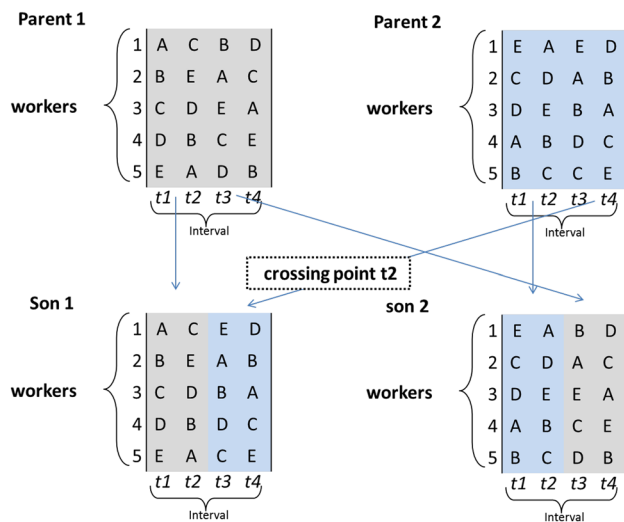 Parent 1
1 A C B D
2 B E A C
workers 3 C D E A
4 D B C E
5 E A D B
t1 t2 t3 t4
Interval
Parent 2
1 E A E D
2 C D A B
workers 3 D E B A
4 A B D C
5 B C C E
t1 t2 t3 t4
Interval
crossing point t2
Son 1
1 A C E D
2 B E A B
workers 3 C D B A
4 D B D C
5 E A C E
t1 t2 t3 t4
Interval
son 2
1 E A B D
2 C D A C
workers 3 D E E A
4 A B C E
5 B C D B
t1 t2 t3 t4
Interval